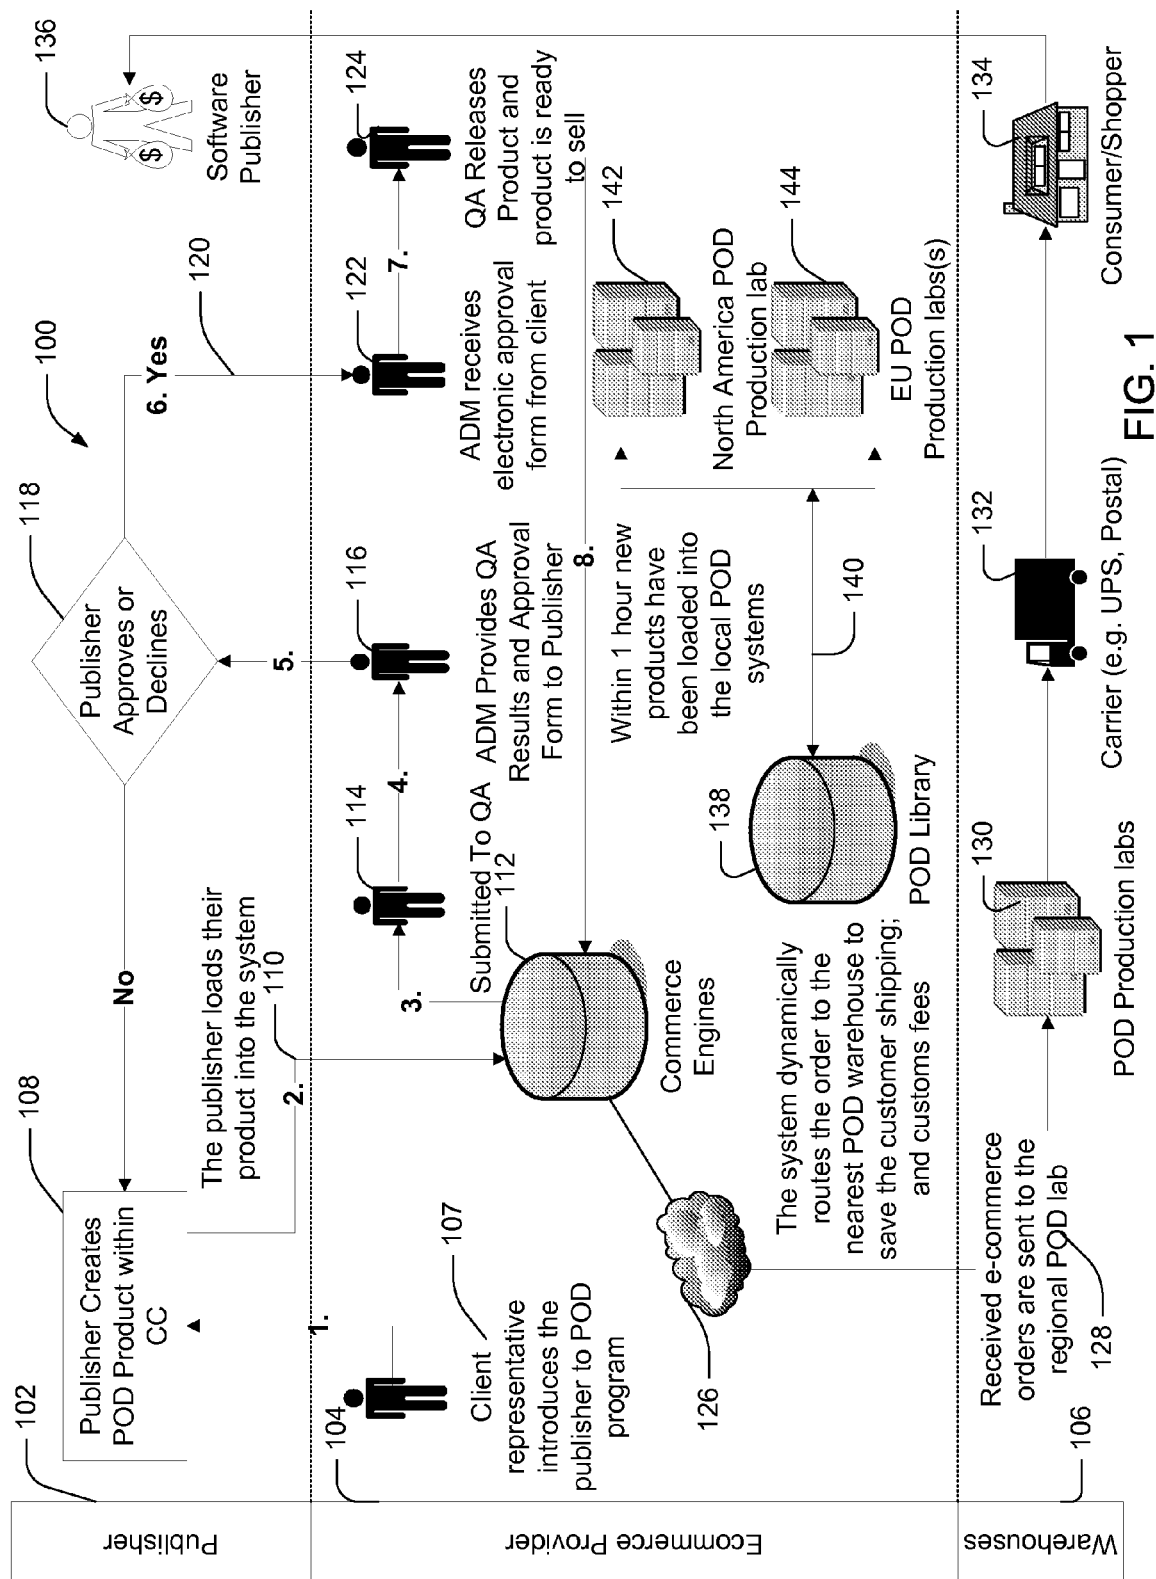 100
102
Publisher
108
Publisher Creates
POD Product within
CC
No
118
Publisher
Approves or
Declines
6. Yes
120
136
Software
Publisher
The publisher loads their
product into the system
110
2.
1.
5.
104
Ecommerce Provider
107
Client
representative
introduces the
publisher to POD
program
3.
114
Submitted To QA
112
4.
116
ADM Provides QA
Results and Approval
Form to Publisher
122
ADM receives
electronic approval
form from client
7.
124
QA Releases
Product and
product is ready
to sell
8.
Commerce
Engines
126
The system dynamically
routes the order to the
nearest POD warehouse to
save the customer shipping;
and customs fees
138
POD Library
Within 1 hour new
products have
been loaded into
the local POD
systems
140
142
North America POD
Production lab
144
EU POD
Production labs(s)
106
Warehouses
Received e-commerce
orders are sent to the
regional POD lab
128
130
POD Production labs
132
Carrier (e.g. UPS, Postal)
134
Consumer/Shopper
$
$
FIG. 1